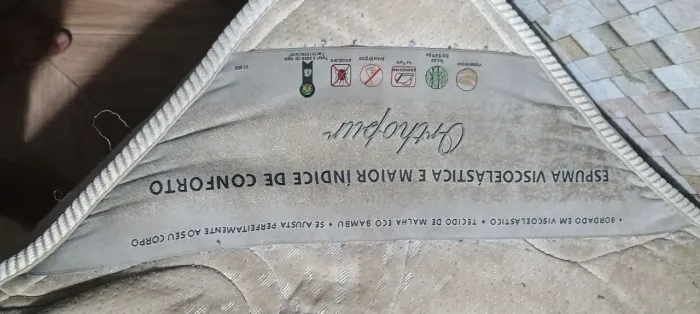 • BORDADO EM VISCOELÁSTICO • TECIDO DE MALHA ECO BAMBU • SE AJUSTA PERFEITAMENTE AO SEU CORPO
ESPUMA VISCOELÁSTICA E MAIOR ÍNDICE DE CONFORTO
Orthopur